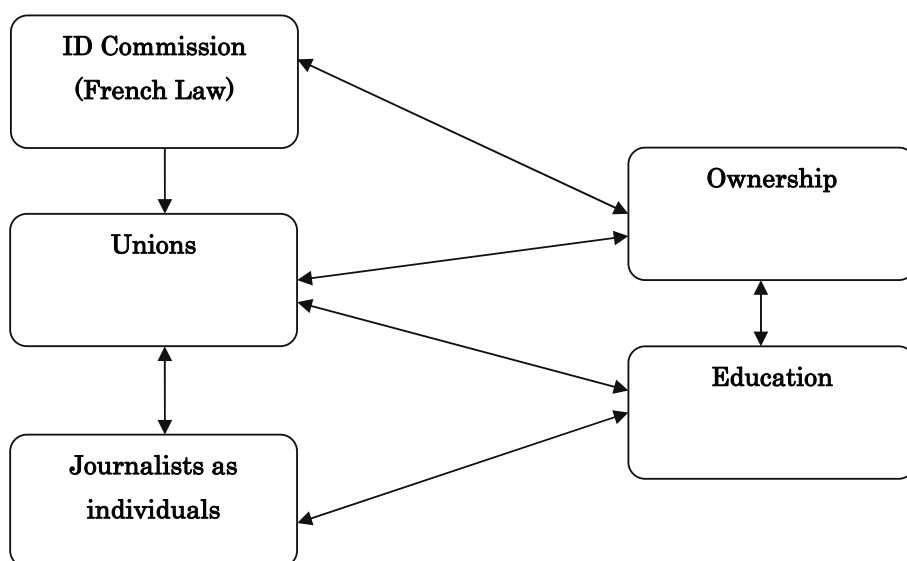 ID Commission
(French Law)
Ownership
Unions
Education
Journalists as
individuals